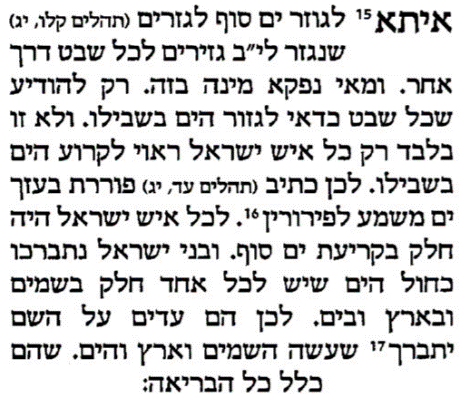 איתא¹⁵ לגוזר ים סוף לגזרים (תהלים קלו, יג)
שנגזר לי״ב גזירים לכל שבט דרך
אחר. ומאי נפקא מינה בזה. רק להודיע
שכל שבט כדאי לגזור הים בשבילו. ולא זו
בלבד רק כל איש ישראל ראוי לקרוע הים
בשבילו. לכן כתיב (תהלים עד, יג) פוררת בעזך
ים משמע לפירורין¹⁶. לכל איש ישראל היה
חלק בקריעת ים סוף. ובני ישראל נתברכו
כחול הים שיש לכל אחד חלק בשמים
ובארץ ובים. לכן הם עדים על השם
יתברך¹⁷ שעשה השמים וארץ והים. שהם
כלל כל הבריאה: